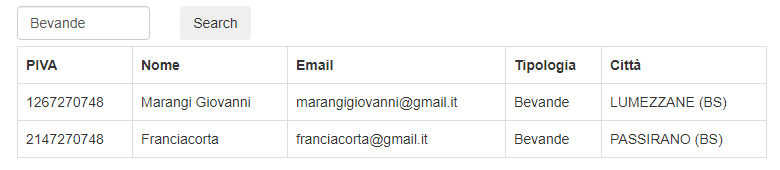 Bevande Search
PIVA Nome Email Tipologia Città
1267270748 Marangi Giovanni marangigiovanni@gmail.it Bevande LUMEZZANE (BS)
2147270748 Franciacorta franciacorta@gmail.it Bevande PASSIRANO (BS)